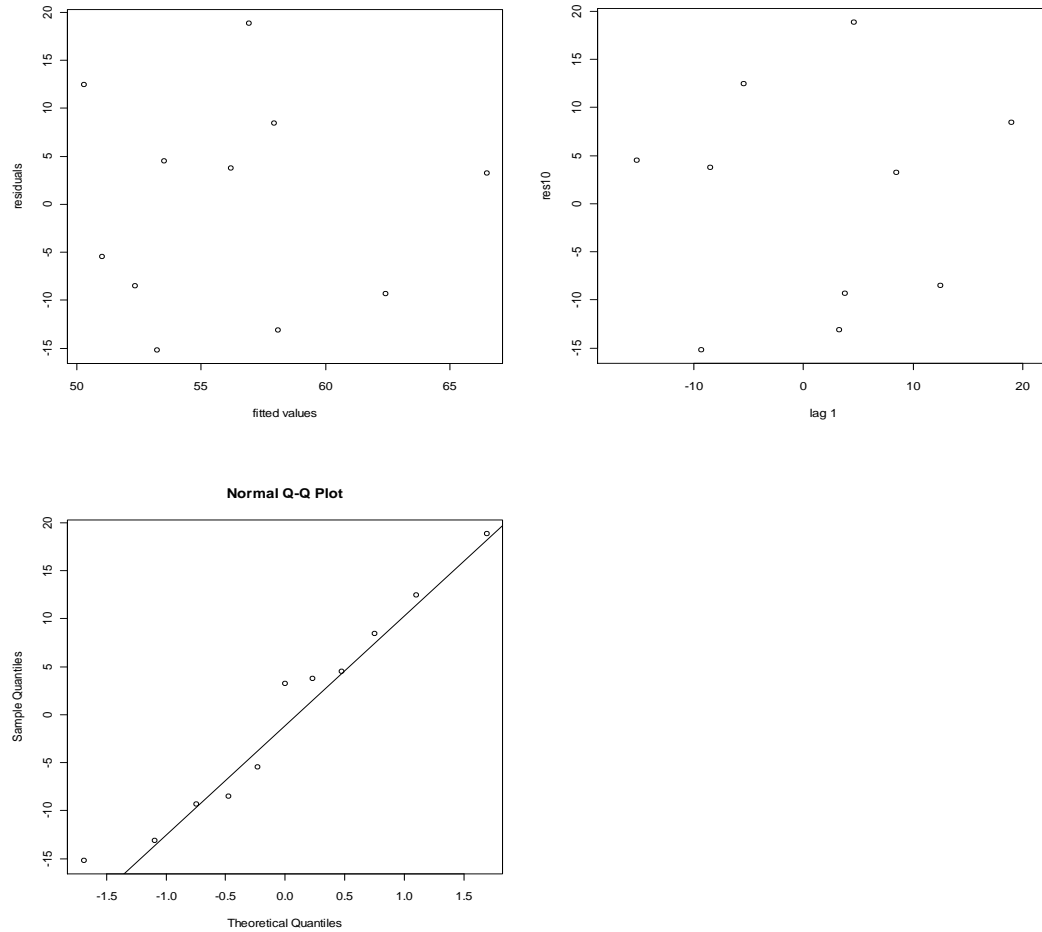 20
15
10
5
0
-5
-10
-15
residuals
50 55 60 65
fitted values
20
15
10
5
0
-5
-10
-15
res10
-10 0 10 20
lag 1
Normal Q-Q Plot
20
15
10
5
0
-5
-10
-15
Sample Quantiles
-1.5 -1.0 -0.5 0.0 0.5 1.0 1.5
Theoretical Quantiles